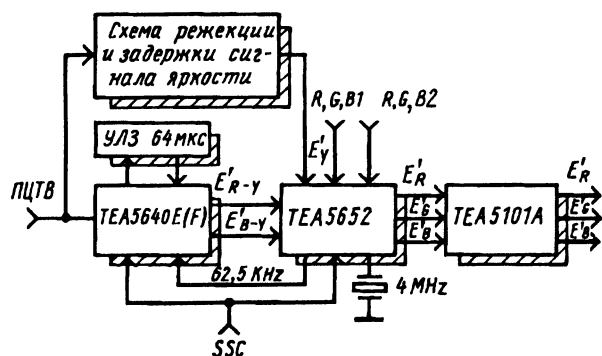 Схема режекции
и задержки сиг-
нала яркости
R,G,B1 R,G,B2
УЛЗ 64мкс
E'Y
ПЦТВ
TEA5640E(F)
E'R-Y
E'B-Y
TEA5652
E'R
E'G
E'B
TEA5101A
E'R
E'G
E'B
62,5 KHz
4 MHz
SSC